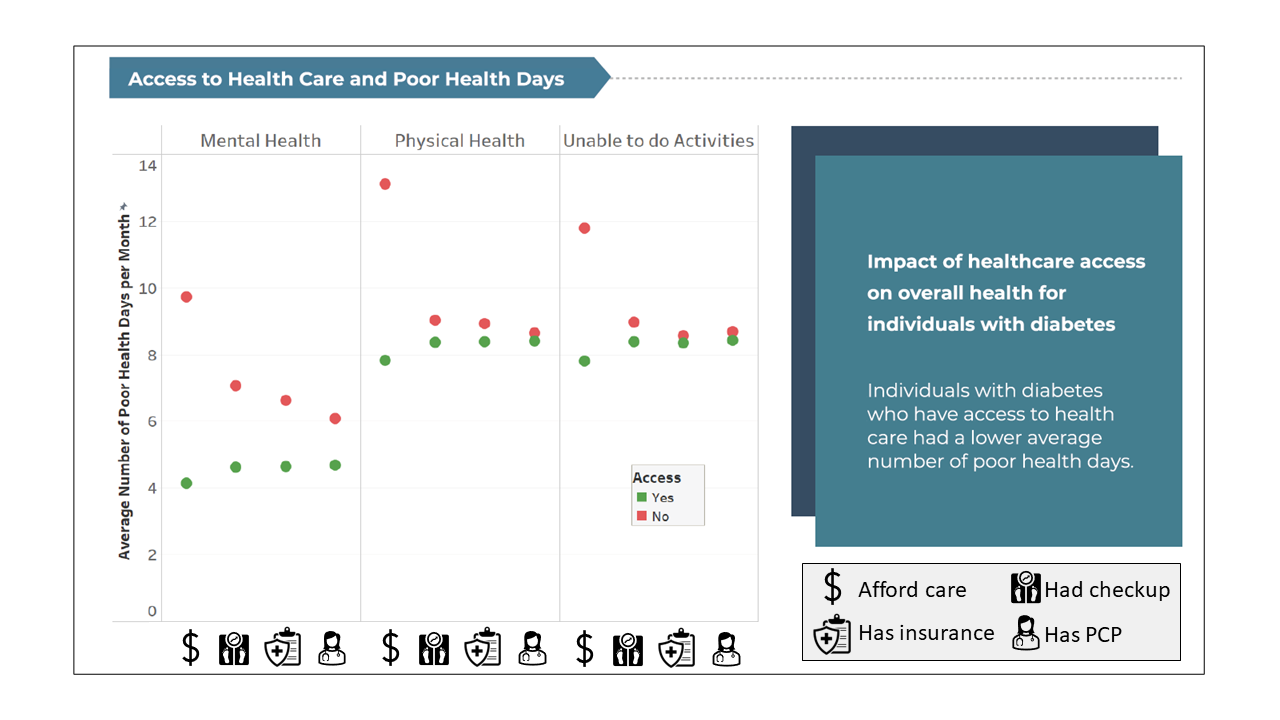 Access to Health Care and Poor Health Days
Mental Health
Physical Health
Unable to do Activities
Average Number of Poor Health Days per Month
14
12
10
8
6
4
2
0
Access
Yes
No
$
$
$
Impact of healthcare access
on overall health for
individuals with diabetes
Individuals with diabetes
who have access to health
care had a lower average
number of poor health days.
$ Afford care
Had checkup
Has insurance
Has PCP